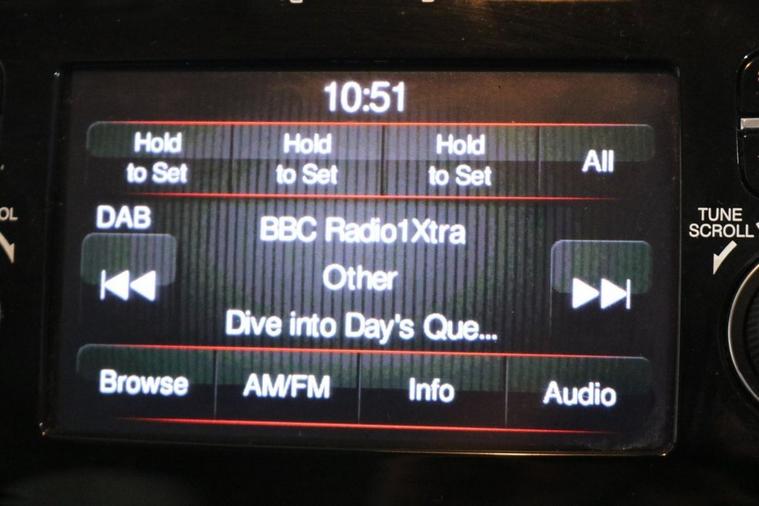 10:51
Hold to Set
Hold to Set
Hold to Set
All
DAB
BBC Radio1Xtra
Other
Dive into Day's Que...
Browse
AM/FM
Info
Audio
TUNE
SCROLL
OL